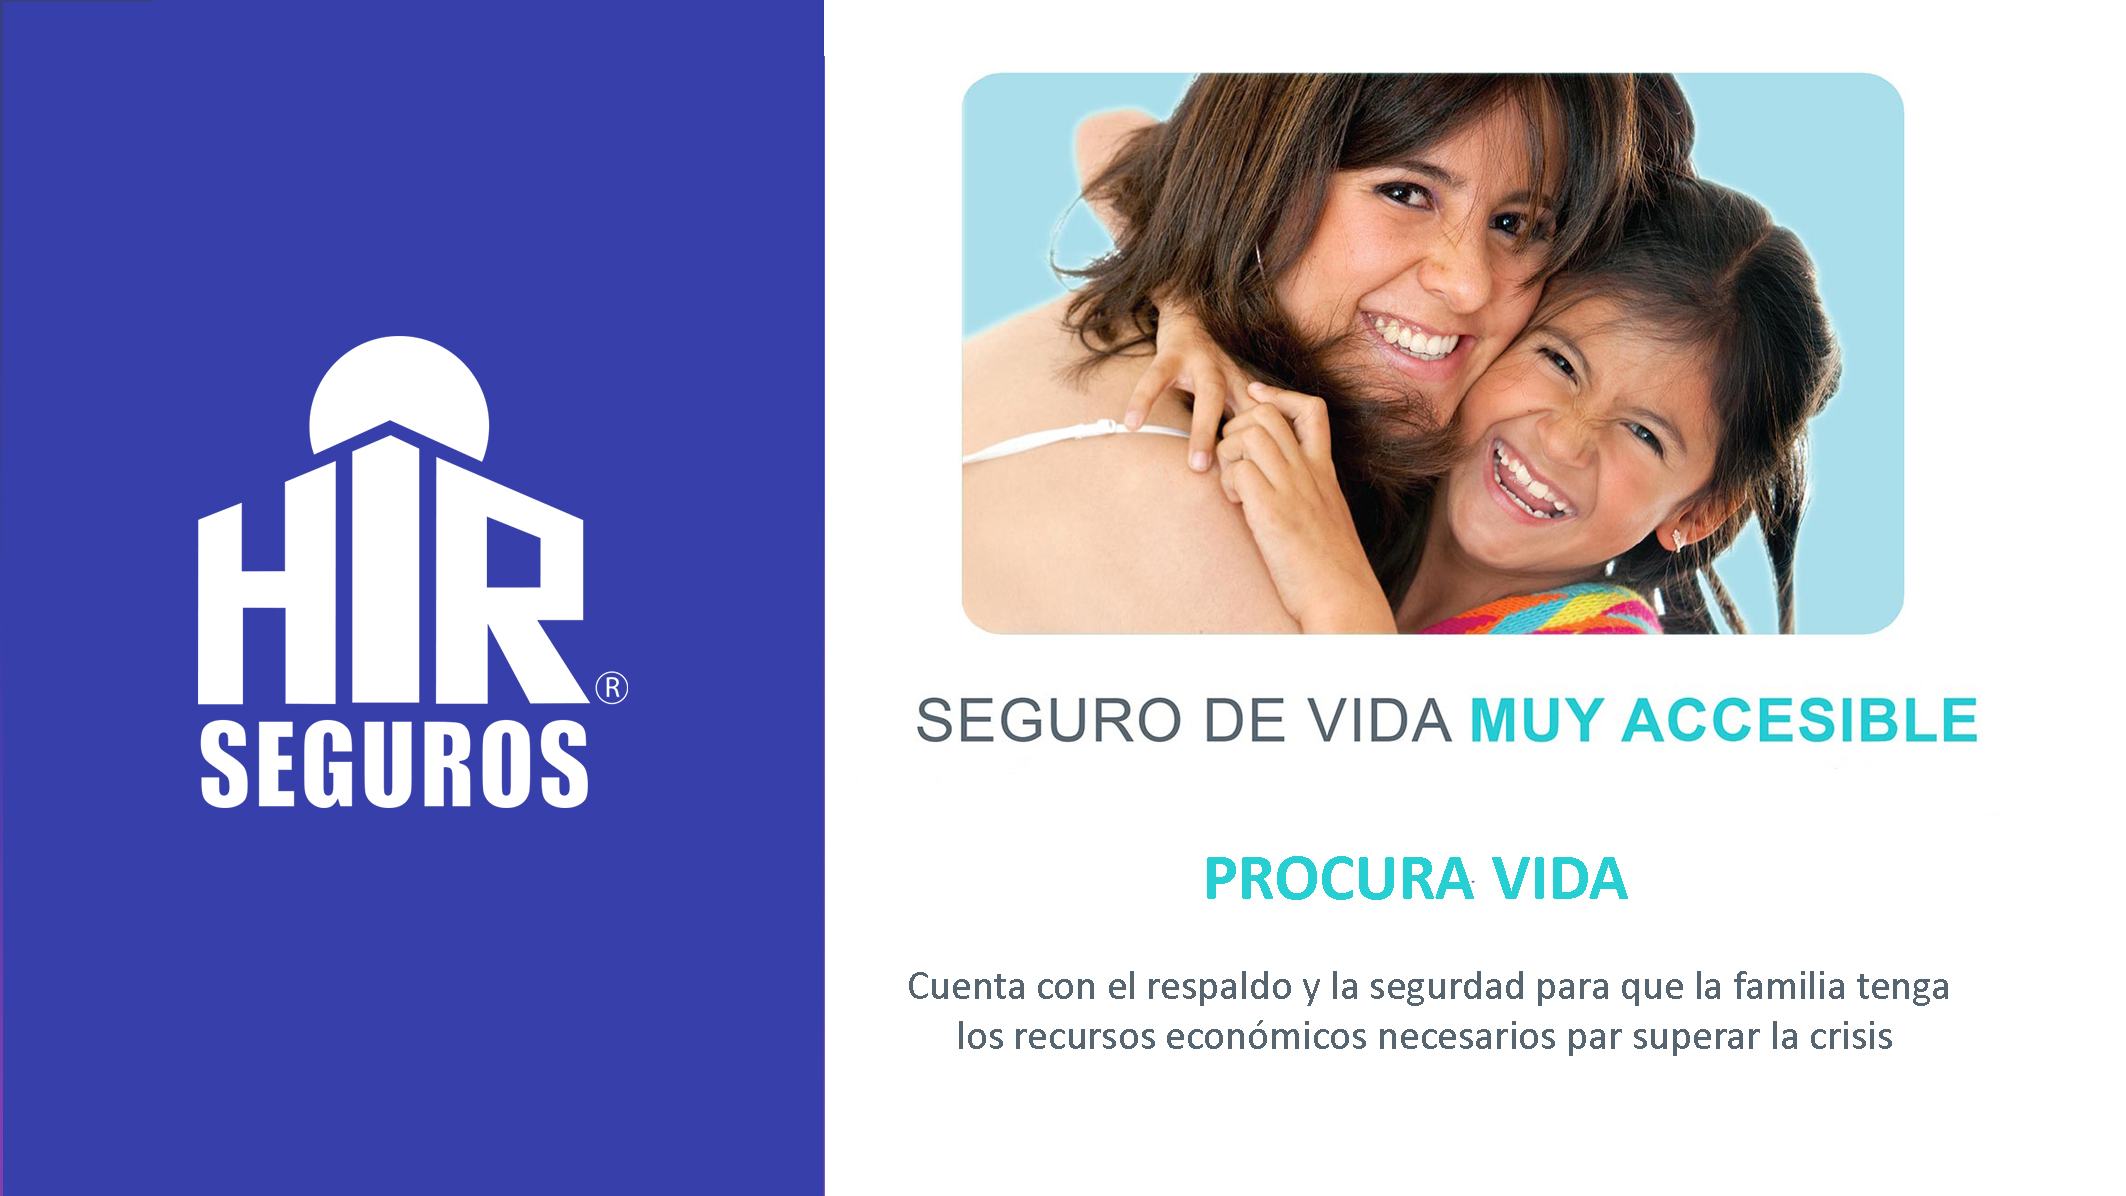 HIR®
SEGUROS
SEGURO DE VIDA MUY ACCESIBLE
PROCURA VIDA
Cuenta con el respaldo y la segurdad para que la familia tenga
los recursos económicos necesarios par superar la crisis